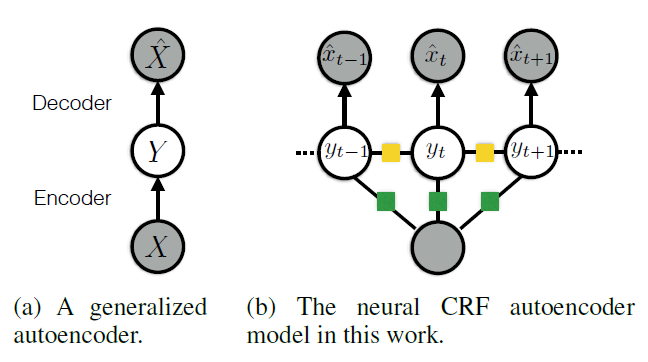 X̂
Decoder
Y
Encoder
X
(a) A generalized
autoencoder.
x̂t−1 x̂t x̂t+1
yt−1 yt yt+1
(b) The neural CRF autoencoder
model in this work.